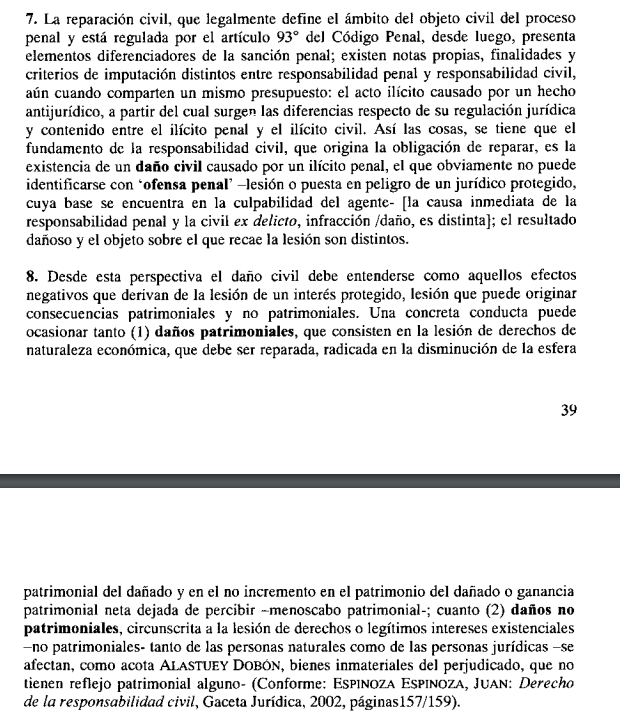 7. La reparación civil, que legalmente define el ámbito del objeto civil del proceso
penal y está regulada por el artículo 93° del Código Penal, desde luego, presenta
elementos diferenciadores de la sanción penal; existen notas propias, finalidades y
criterios de imputación distintos entre responsabilidad penal y responsabilidad civil,
aún cuando comparten un mismo presupuesto: el acto ilícito causado por un hecho
antijurídico, a partir del cual surgen las diferencias respecto de su regulación jurídica
y contenido entre el ilícito penal y el ilícito civil. Así las cosas, se tiene que el
fundamento de la responsabilidad civil, que origina la obligación de reparar, es la
existencia de un daño civil causado por un ilícito penal, el que obviamente no puede
identificarse con ‘ofensa penal’ –lesión o puesta en peligro de un jurídico protegido,
cuya base se encuentra en la culpabilidad del agente- [la causa inmediata de la
responsabilidad penal y la civil ex delicto, infracción /daño, es distinta]; el resultado
dañoso y el objeto sobre el que recae la lesión son distintos.
8. Desde esta perspectiva el daño civil debe entenderse como aquellos efectos
negativos que derivan de la lesión de un interés protegido, lesión que puede originar
consecuencias patrimoniales y no patrimoniales. Una concreta conducta puede
ocasionar tanto (1) daños patrimoniales, que consisten en la lesión de derechos de
naturaleza económica, que debe ser reparada, radicada en la disminución de la esfera
39
patrimonial del dañado y en el no incremento en el patrimonio del dañado o ganancia
patrimonial neta dejada de percibir –menoscabo patrimonial-; cuanto (2) daños no
patrimoniales, circunscrita a la lesión de derechos o legítimos intereses existenciales
–no patrimoniales- tanto de las personas naturales como de las personas jurídicas –se
afectan, como acota ALASTUEY DOBÓN, bienes inmateriales del perjudicado, que no
tienen reflejo patrimonial alguno- (Conforme: ESPINOZA ESPINOZA, JUAN: Derecho
de la responsabilidad civil, Gaceta Jurídica, 2002, páginas157/159).